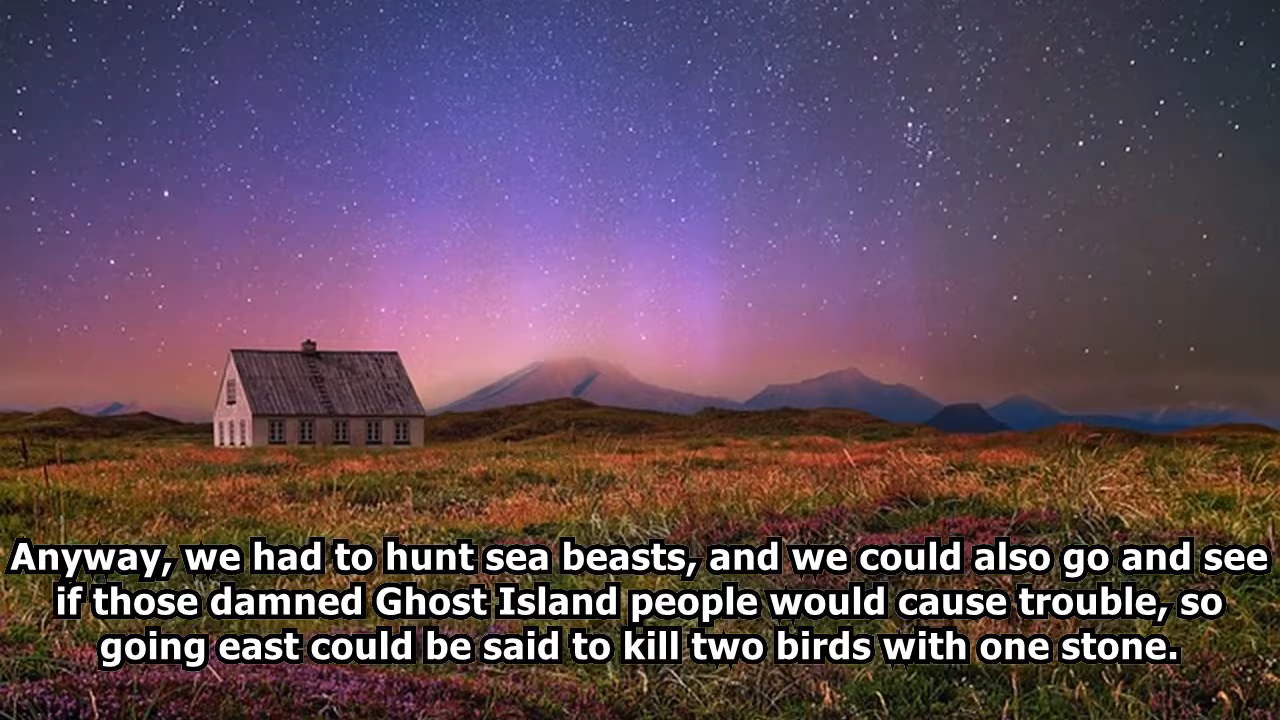 Anyway, we had to hunt sea beasts, and we could also go and see
if those damned Ghost Island people would cause trouble, so
going east could be said to kill two birds with one stone.